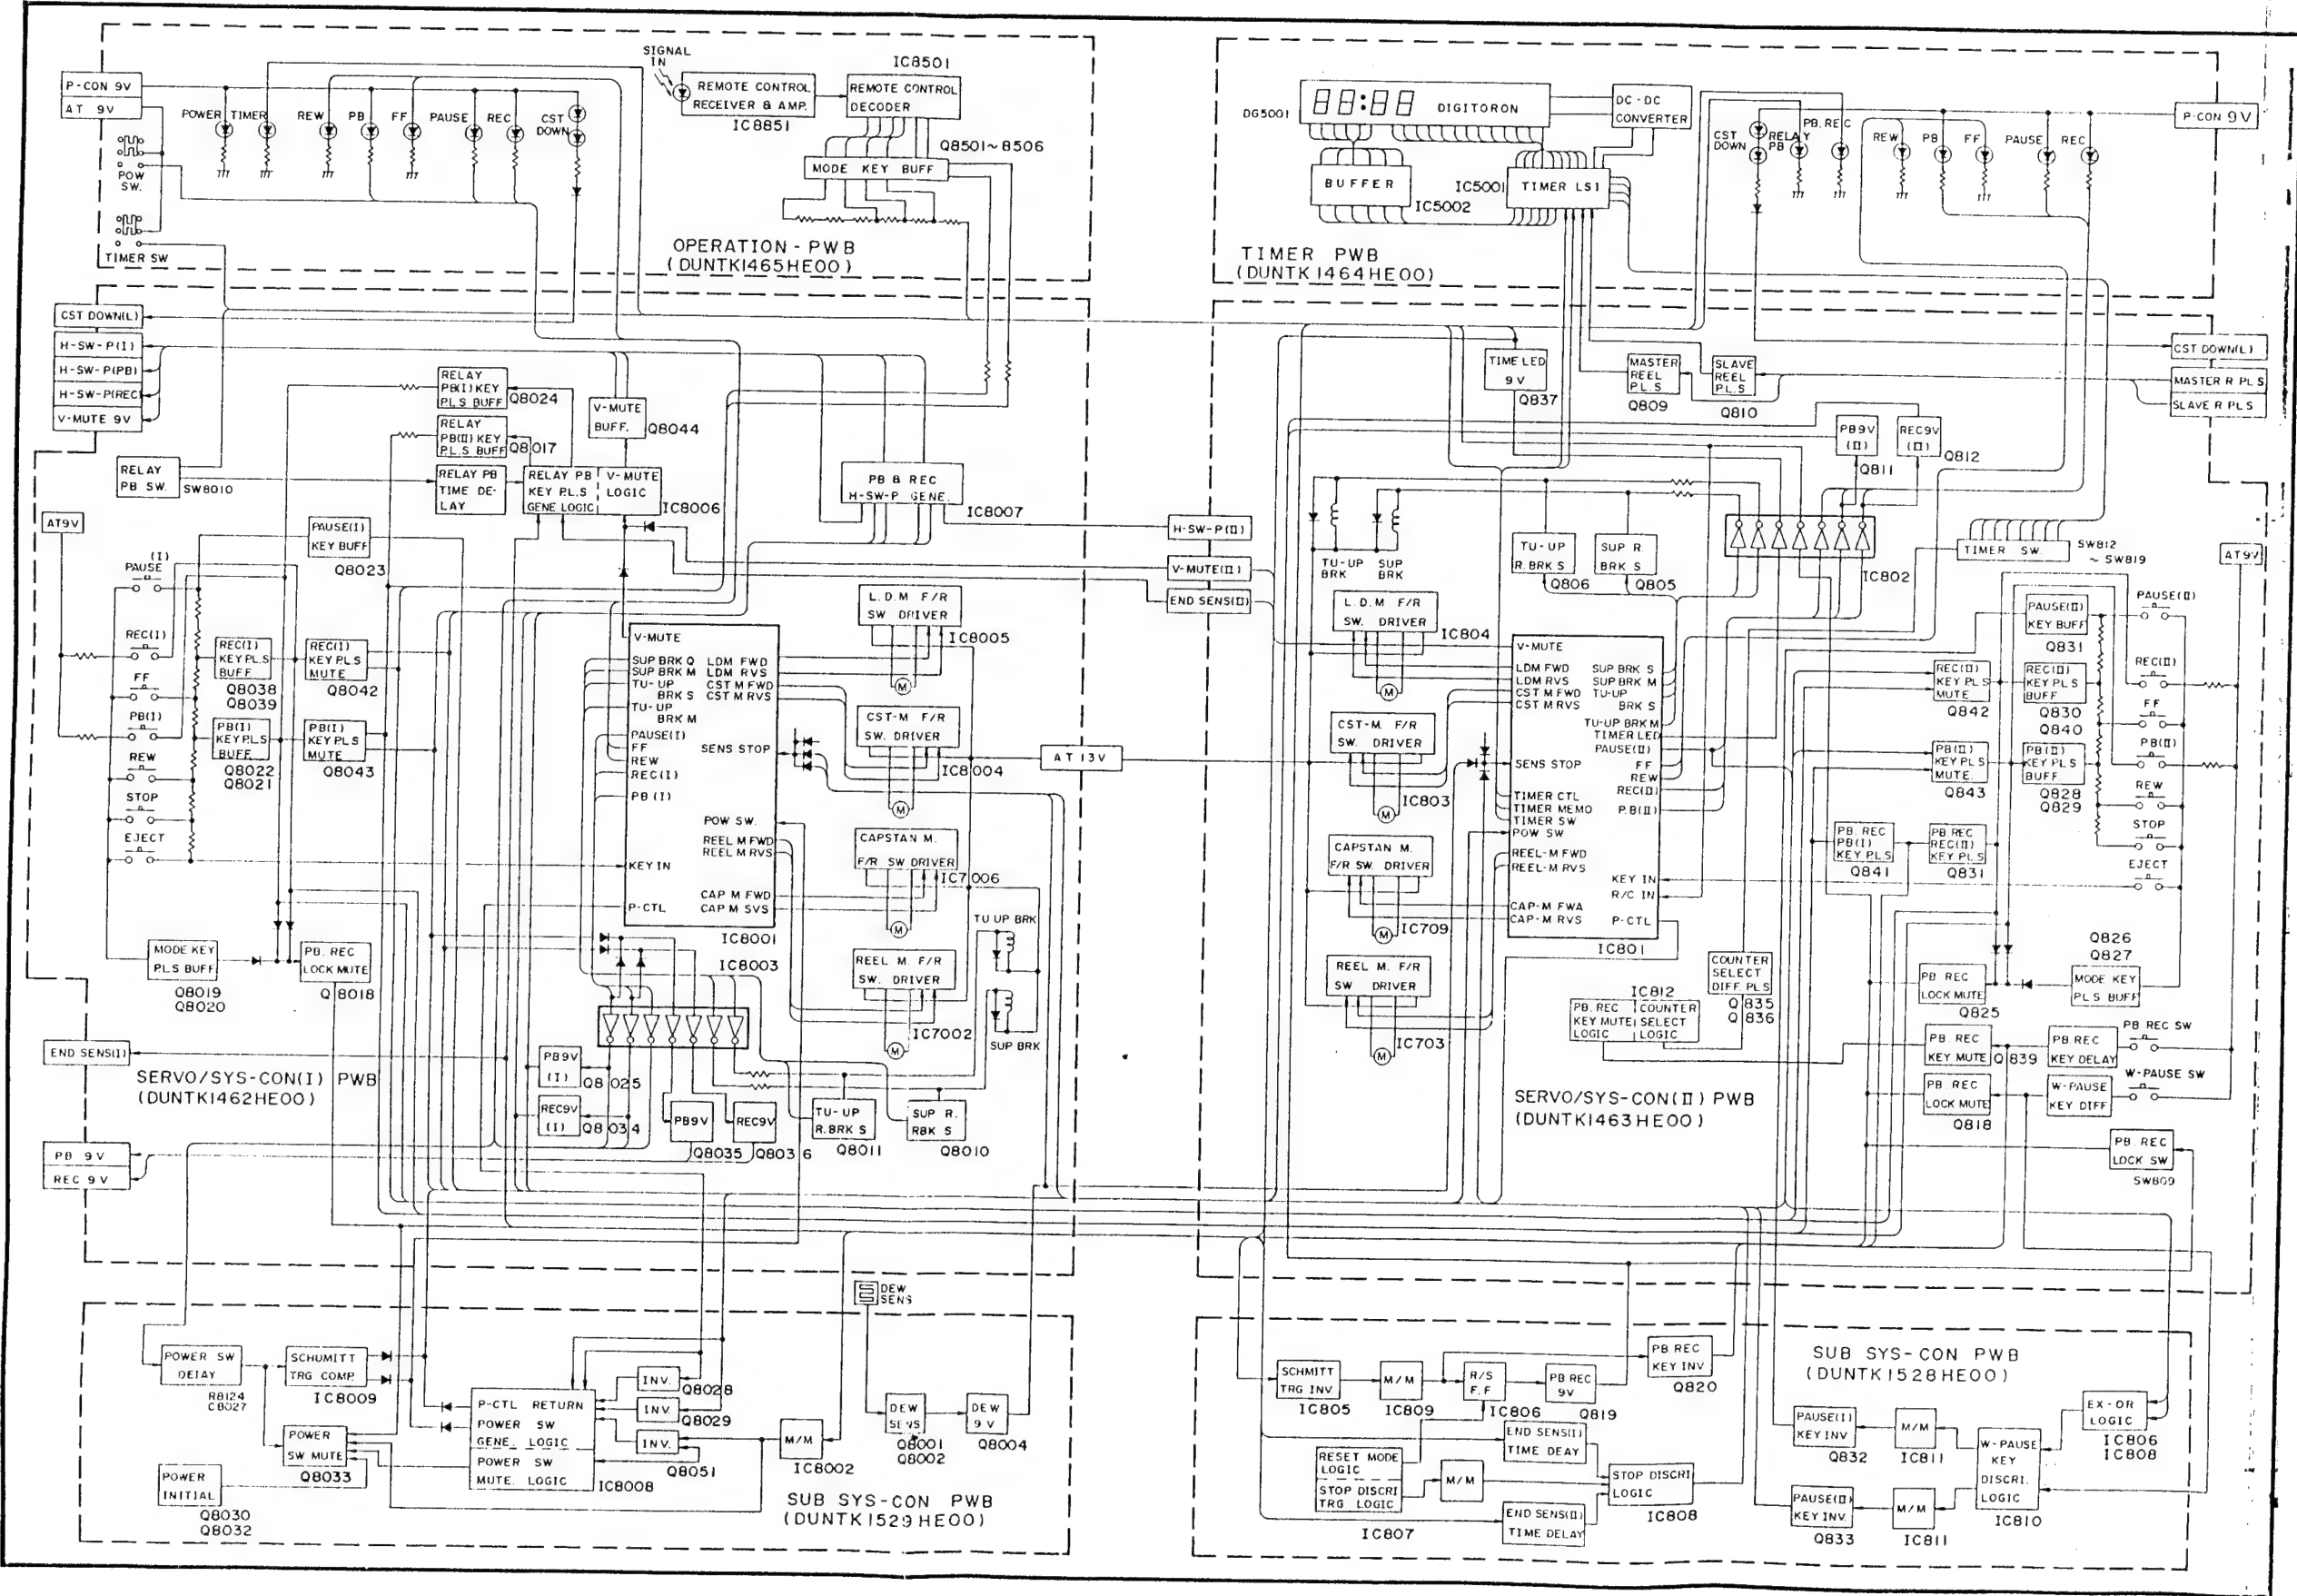 P-CON 9V
AT 9V
POW
SW.
TIMER SW
POWER
TIMER
REW
PB
FF
PAUSE
REC
CST
DOWN
SIGNAL
IN
REMOTE CONTROL
RECEIVER & AMP.
IC8851
IC8501
REMOTE CONTROL
DECODER
Q8501~8506
MODE KEY BUFF
OPERATION - PWB
(DUNTK1465HE00)
DG5001
88:88 DIGITORON
DC-DC
CONVERTER
BUFFER
IC5002
IC5001
TIMER LSI
TIMER PWB
(DUNTK1464HE00)
CST
DOWN
RELAY
PB
PB. REC
REW
PB
FF
PAUSE
REC
P-CON 9V
CST DOWN(L)
H-SW-P(I)
H-SW-P(PB)
H-SW-P(REC)
V-MUTE 9V
RELAY
PB SW.
SW8010
AT9V
RELAY
PB(I) KEY
P.L.S BUFF
Q8024
RELAY
PB(II) KEY
P.L.S BUFF
Q8017
V-MUTE
BUFF.
Q8044
RELAY PB
TIME DE-
LAY
RELAY PB
KEY P.L.S
GENE LOGIC
V-MUTE
LOGIC
IC8006
PB & REC
H-SW-P GENE.
IC8007
PAUSE(I)
KEY BUFF
Q8023
(I)
PAUSE
REC(I)
FF
PB(I)
REW
STOP
EJECT
REC(I)
KEY P.L.S
BUFF
Q8038
Q8039
REC(I)
KEY P.L.S
MUTE
Q8042
PB(I)
KEY P.L.S
BUFF
Q8022
Q8021
PB(I)
KEY P.L.S
MUTE
Q8043
V-MUTE
SUP BRK Q
SUP BRK M
TU-UP
BRK S
TU-UP
BRK M
PAUSE(I)
FF
REW
REC(I)
PB (I)
KEY IN
P-CTL
LDM FWD
LDM RVS
CST M FWD
CST M RVS
SENS STOP
POW SW.
REEL M FWD
REEL M RVS
CAP M FWD
CAP M SVS
IC8001
L.D.M F/R
SW DRIVER
IC8005
M
CST-M F/R
SW. DRIVER
IC8004
M
CAPSTAN M.
F/R SW DRIVER
IC7006
M
REEL M. F/R
SW. DRIVER
IC7002
M
TU UP BRK
SUP BRK
IC8003
MODE KEY
P.L.S BUFF
Q8019
Q8020
PB. REC
LOCK MUTE
Q8018
END SENS(I)
SERVO/SYS-CON(I) PWB
(DUNTK1462HE00)
PB 9V
REC 9V
PB9V
(I)
Q8025
REC9V
(I)
Q8034
PB9V
Q8035
REC9V
Q8036
TU-UP
R.BRK S
Q8011
SUP R.
RBK S
Q8010
H-SW-P(II)
V-MUTE(II)
END SENS(II)
AT 13V
TIME LED
9V
Q837
MASTER
REEL
P.L.S
Q809
SLAVE
REEL
P.L.S
Q810
CST DOWN(L)
MASTER R PLS
SLAVE R PLS
PB9V
(II)
Q811
REC9V
(II)
Q812
TU-UP
BRK
SUP
BRK
TU-UP
R.BRK S
Q806
SUP R.
BRK S
Q805
IC802
TIMER SW.
SW812
~ SW819
AT9V
L.D.M F/R
SW. DRIVER
IC804
M
CST-M. F/R
SW. DRIVER
IC803
M
CAPSTAN M.
F/R SW. DRIVER
IC709
M
REEL M. F/R
SW DRIVER
IC703
M
V-MUTE
LDM FWD
LDM RVS
CST M FWD
CST M RVS
SENS STOP
TIMER CTL
TIMER MEMO
TIMER SW
POW SW
REEL-M FWD
REEL-M RVS
CAP-M FWA
CAP-M RVS
SUP BRK S
SUP BRK M
TU-UP
BRK S
TU-UP BRK M
TIMER LED
PAUSE(II)
FF
REW
REC(II)
P.B(II)
KEY IN
R/C IN
P-CTL
IC801
PAUSE(II)
KEY BUFF
Q831
REC(II)
KEY PLS
MUTE
Q842
REC(II)
KEY PLS
BUFF
Q830
Q840
PB(II)
KEY PLS
MUTE.
Q843
PB(II)
KEY PLS
BUFF.
Q828
Q829
PB. REC
PB(I)
KEY P.L.S
Q841
PB. REC
REC(II)
KEY P.L.S
Q831
PAUSE(II)
REC(II)
FF
PB(II)
REW
STOP
EJECT
COUNTER
SELECT
DIFF. PLS
Q835
Q836
IC812
PB. REC
KEY MUTE
LOGIC
COUNTER
SELECT
LOGIC
PB REC
LOCK MUTE
Q825
Q826
Q827
MODE KEY
PLS BUFF
PB REC
KEY MUTE
Q839
PB. REC
KEY DELAY
PB REC SW
PB. REC
LOCK MUTE
Q818
W-PAUSE
KEY DIFF
W-PAUSE SW
PB. REC
LOCK SW
SW809
SERVO/SYS-CON(II) PWB
(DUNTK1463HE00)
DEW
SENS
POWER SW
DELAY
R8124
C8027
SCHUMITT
TRG COMP.
IC8009
POWER
SW MUTE
Q8033
POWER
INITIAL
Q8030
Q8032
P-CTL RETURN
POWER SW
GENE. LOGIC
POWER SW
MUTE. LOGIC
IC8008
INV.
Q8028
INV.
Q8029
INV.
Q8051
M/M
IC8002
DEW
SENS
Q8001
Q8002
DEW
9 V
Q8004
SUB SYS-CON PWB
(DUNTK1529HE00)
SCHMITT
TRG INV
IC805
M/M
IC809
R/S
F.F
IC806
PB REC
9V
Q819
PB REC
KEY INV
Q820
RESET MODE
LOGIC
STOP DISCRI
TRG LOGIC
IC807
M/M
END SENS(I)
TIME DEAY
END SENS(II)
TIME DELAY
STOP DISCRI
LOGIC
IC808
SUB SYS-CON PWB
(DUNTK1528HE00)
PAUSE(I)
KEY INV
Q832
M/M
IC811
PAUSE(II)
KEY INV.
Q833
M/M
IC811
W-PAUSE
KEY
DISCRI.
LOGIC
IC810
EX-OR
LOGIC
IC806
IC808